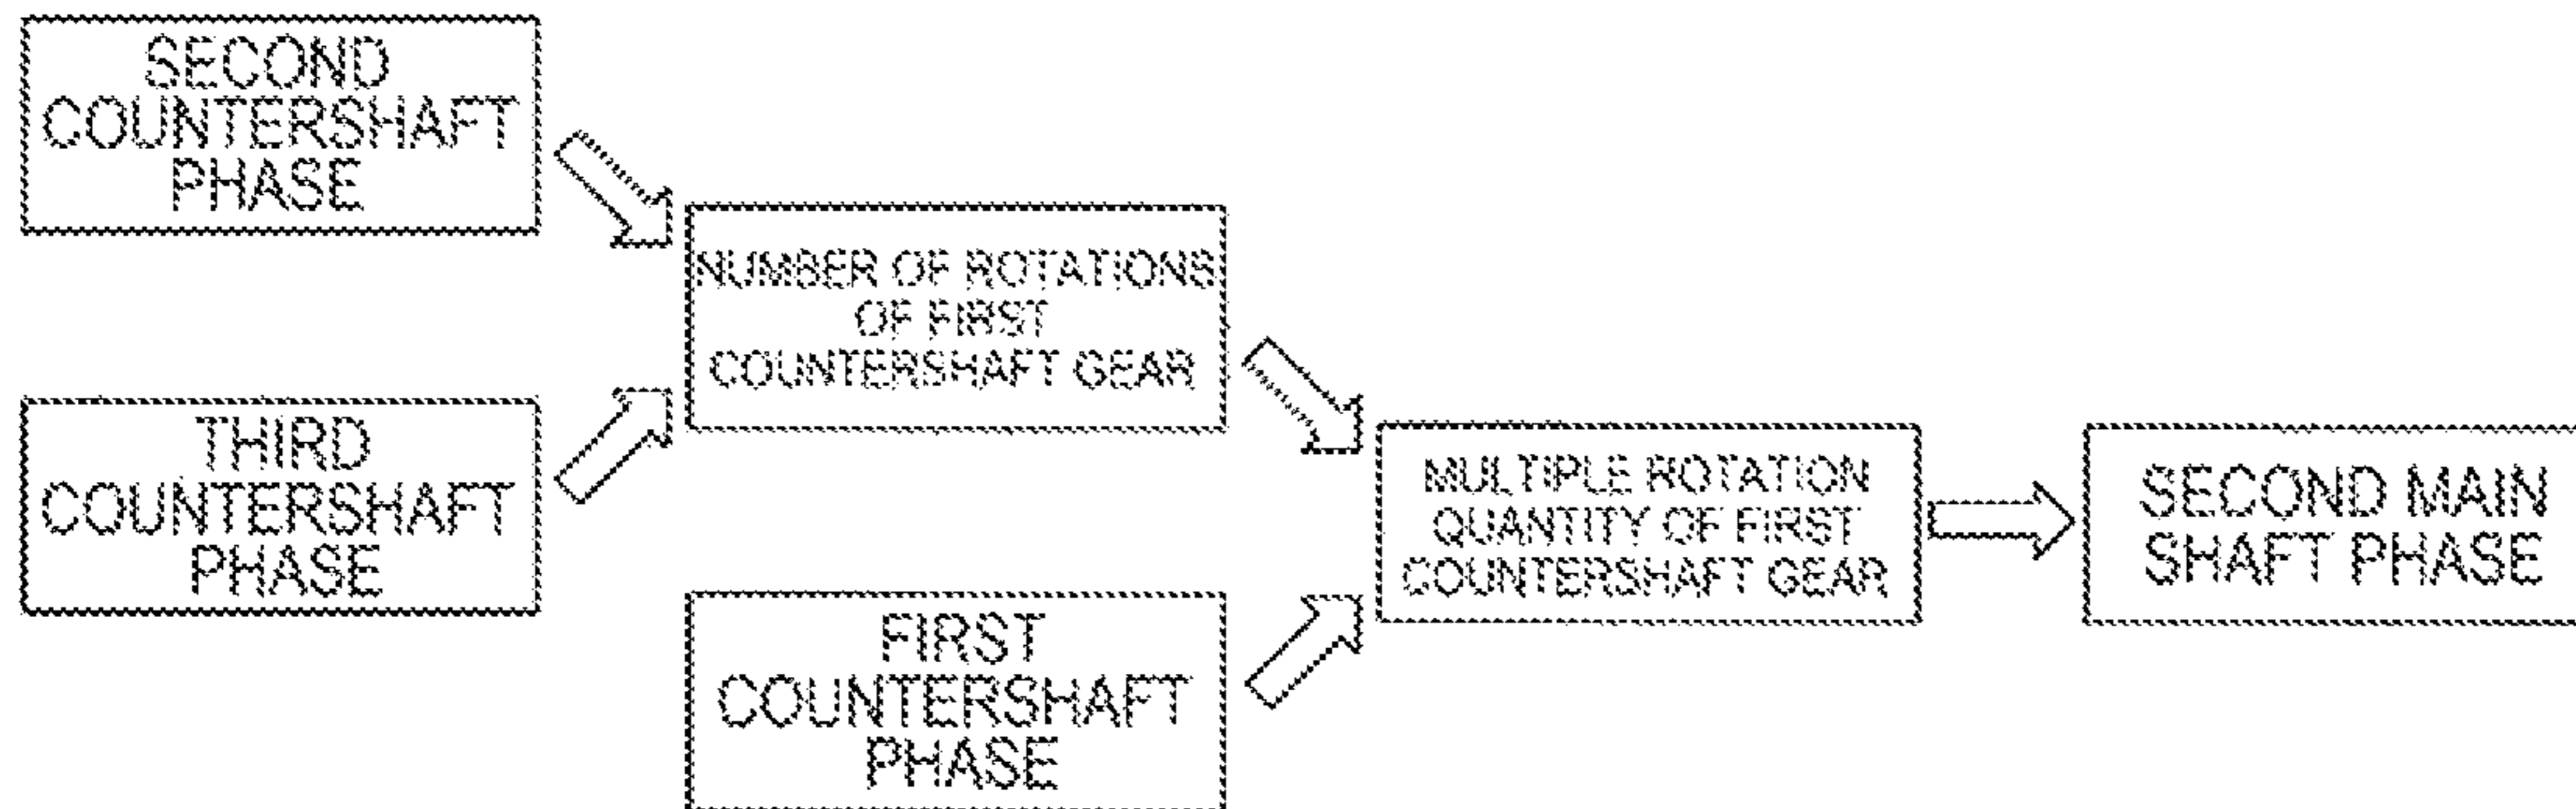 SECOND
COUNTERSHAFT
PHASE
THIRD
COUNTERSHAFT
PHASE
NUMBER OF ROTATIONS
OF FIRST
COUNTERSHAFT GEAR
FIRST
COUNTERSHAFT
PHASE
MULTIPLE ROTATION
QUANTITY OF FIRST
COUNTERSHAFT GEAR
SECOND MAIN
SHAFT PHASE